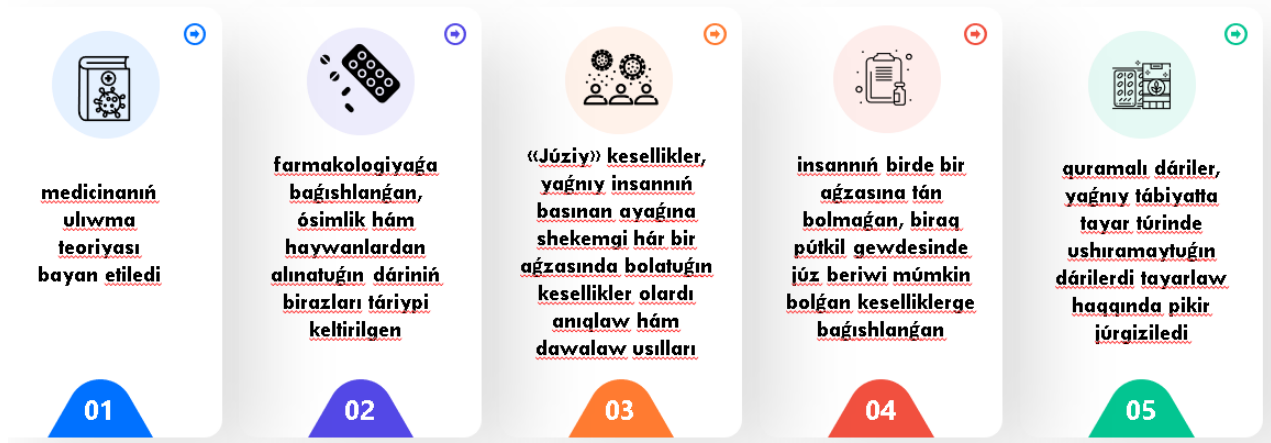 medicinanıń
ulıwma
teoriyası
bayan etiledi
01
farmakologiyaǵa
baǵıshlanǵan,
ósimlik hám
haywanlardan
alınatuǵın dáriniń
birazları táriypi
keltirilgen
02
«Júziy» kesellikler,
yaǵnıy insannıń
basınan ayaǵına
shekemgi hár bir
aǵzasında bolatuǵın
kesellikler olardı
anıqlaw hám
dawalaw usılları
03
insannıń birde bir
aǵzasına tán
bolmaǵan, biraq
pútkil gewdesinde
júz beriwi múmkin
bolǵan keselliklerge
baǵıshlanǵan
04
quramalı dáriler,
yaǵnıy tábiyatta
tayar túrinde
ushıramaytuǵın
dárilerdi tayarlaw
haqqında pikir
júrgiziledi
05